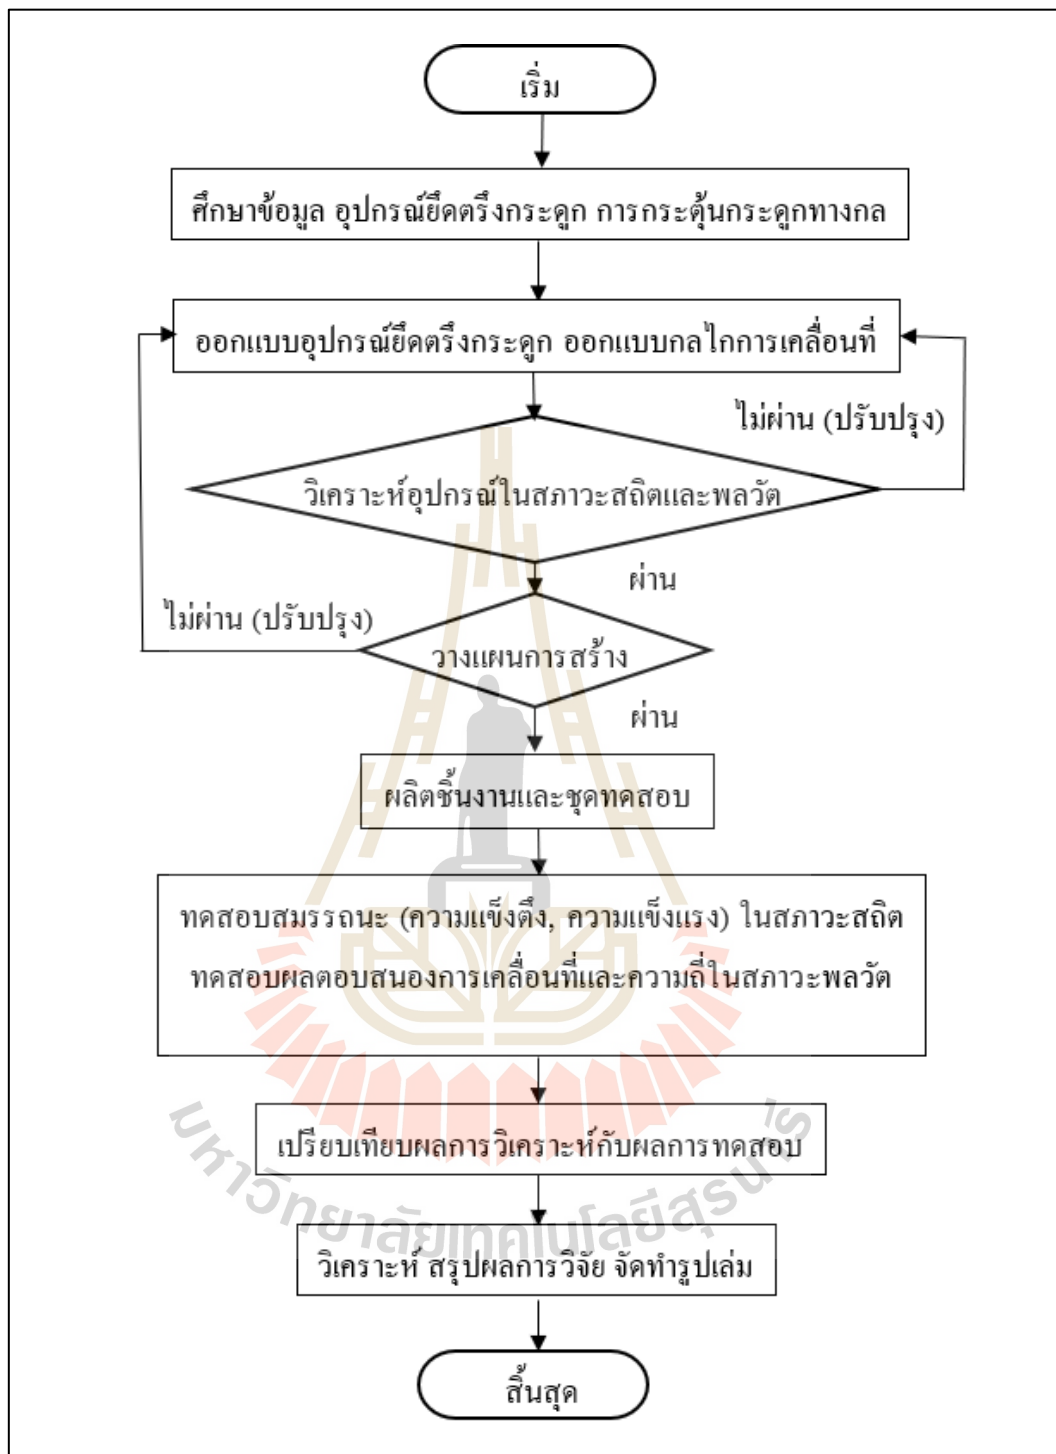 เริ่ม
ศึกษาข้อมูล อุปกรณ์ยึดตรึงกระดูก การกระตุ้นกระดูกทางกล
ออกแบบอุปกรณ์ยึดตรึงกระดูก ออกแบบกลไกการเคลื่อนที่
ไม่ผ่าน (ปรับปรุง)
วิเคราะห์อุปกรณ์ในสภาวะสถิตและพลวัต
ผ่าน
ไม่ผ่าน (ปรับปรุง)
วางแผนการสร้าง
ผ่าน
ผลิตชิ้นงานและชุดทดสอบ
ทดสอบสมรรถนะ (ความแข็งตึง, ความแข็งแรง) ในสภาวะสถิต
ทดสอบผลตอบสนองการเคลื่อนที่และความถี่ในสภาวะพลวัต
เปรียบเทียบผลการวิเคราะห์กับผลการทดสอบ
มหาวิทยาลัยเทคโนโลยีสุรนารี
วิเคราะห์ สรุปผลการวิจัย จัดทำรูปเล่ม
สิ้นสุด